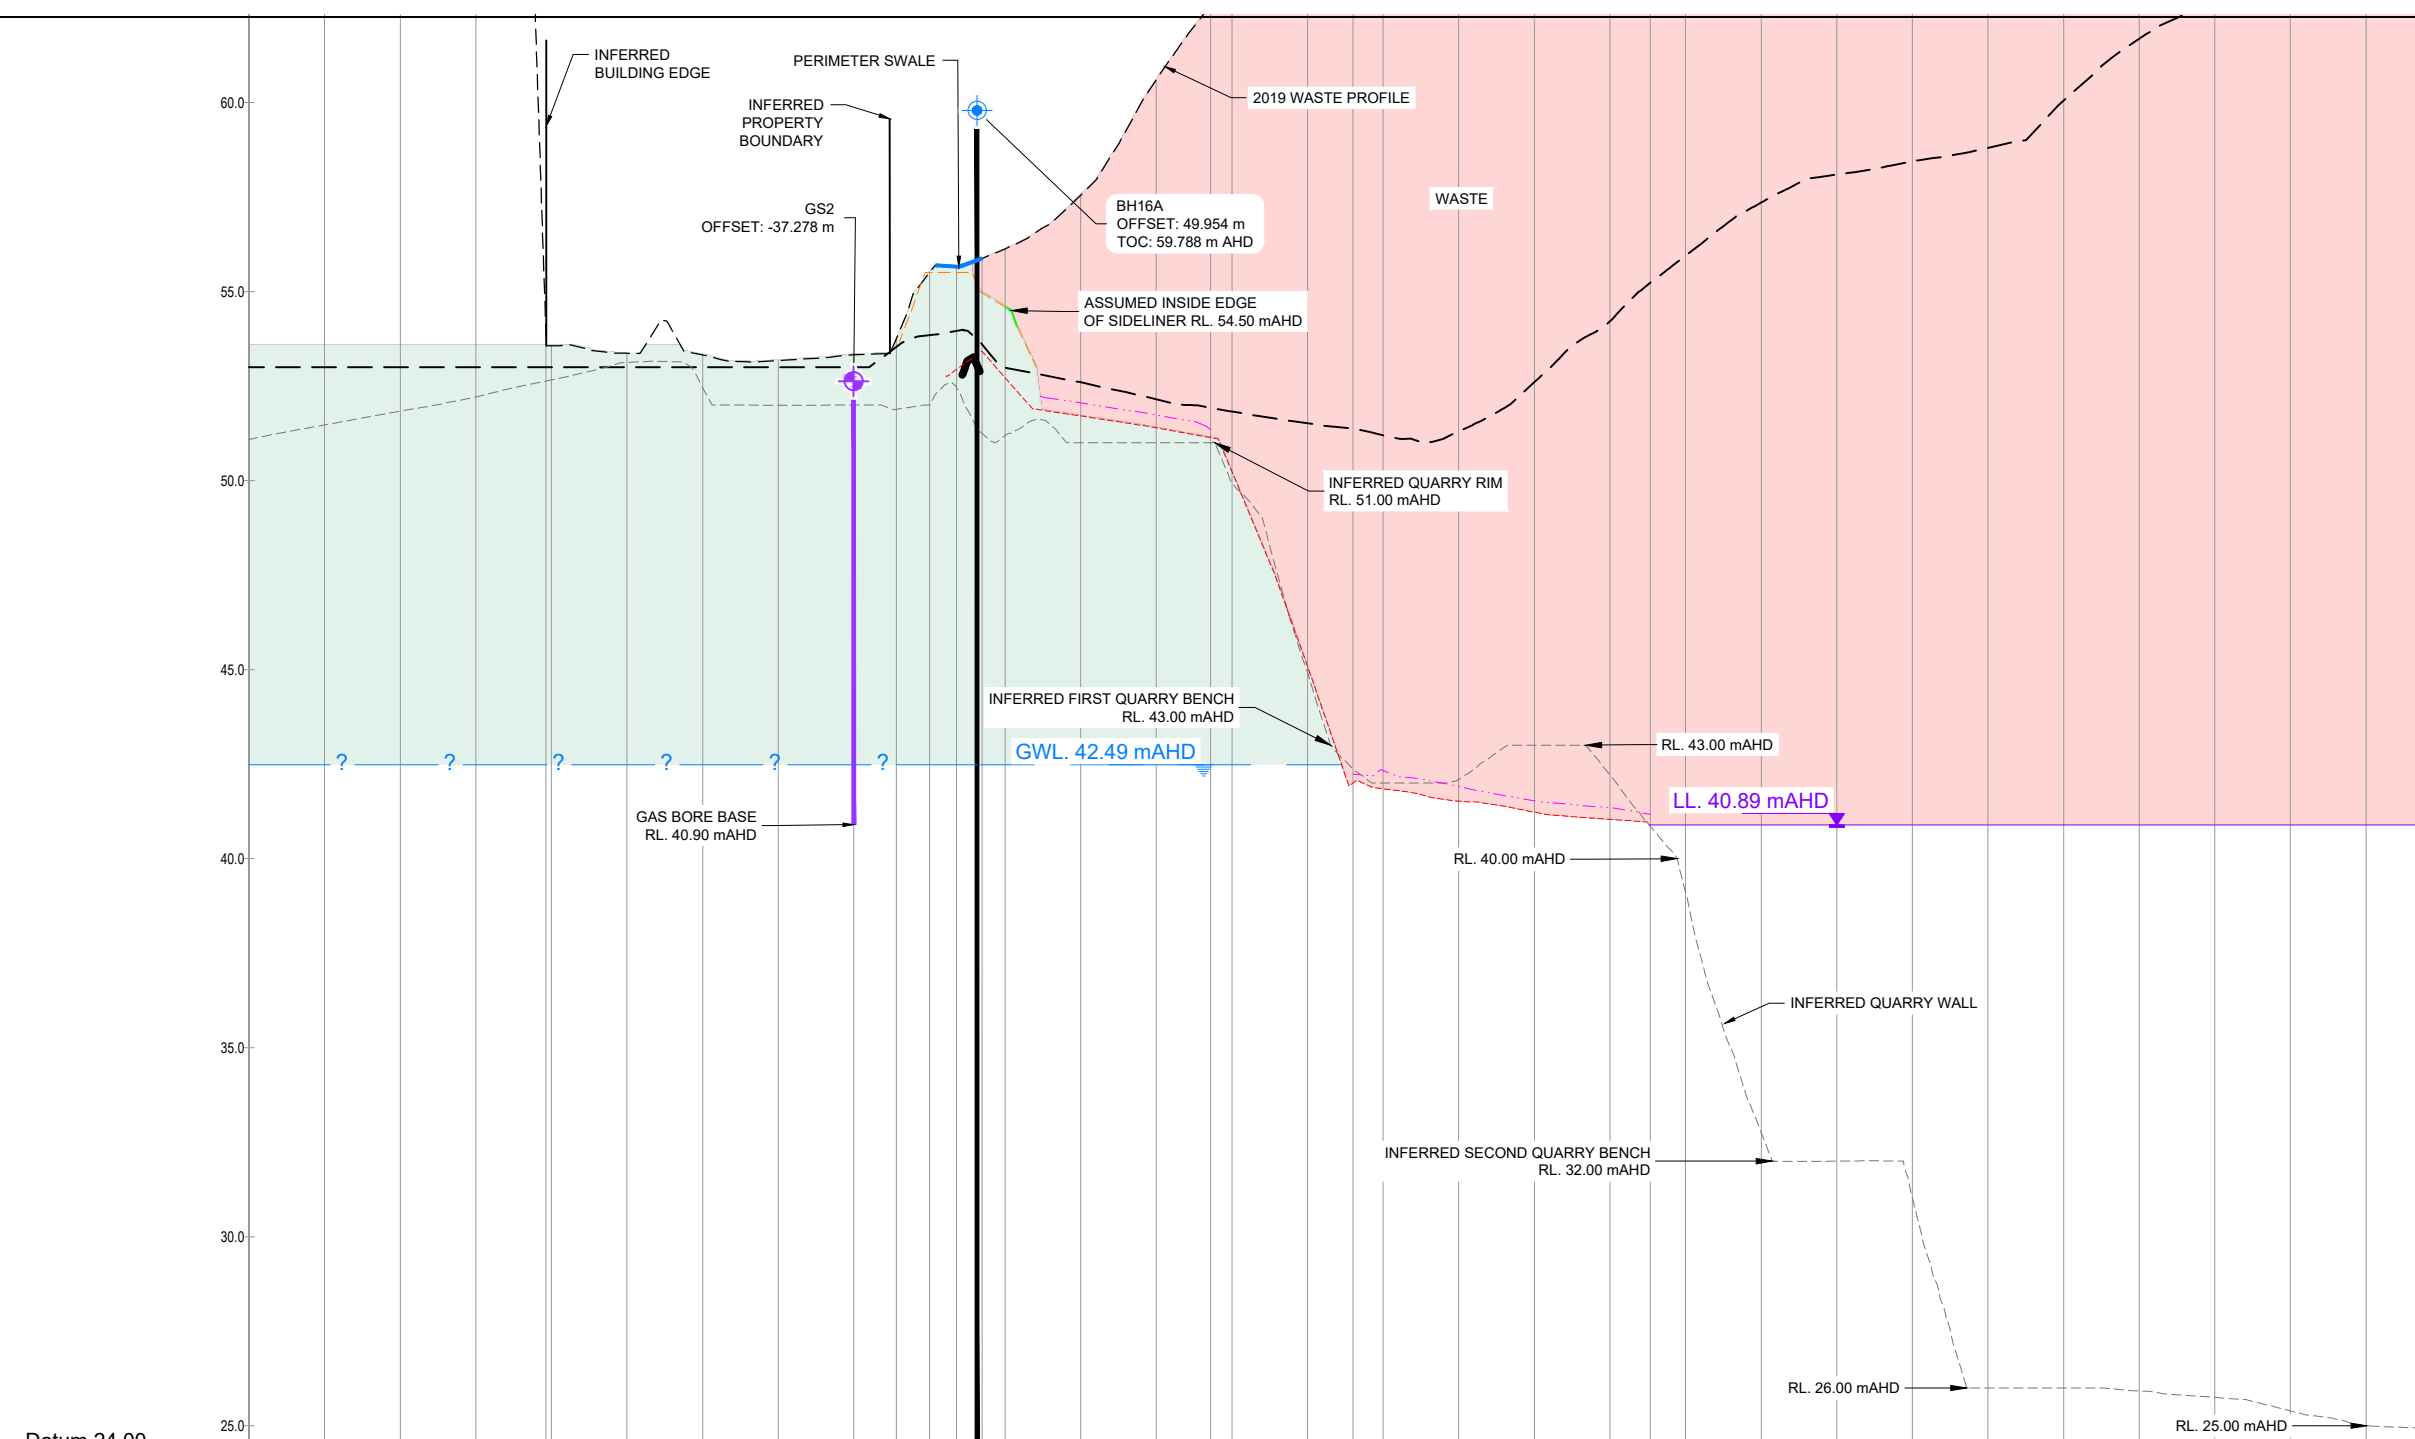 INFERRED
BUILDING EDGE
PERIMETER SWALE
INFERRED
PROPERTY
BOUNDARY
2019 WASTE PROFILE
60.0
GS2
OFFSET: -37.278 m
BH16A
OFFSET: 49.954 m
TOC: 59.788 m AHD
WASTE
55.0
ASSUMED INSIDE EDGE
OF SIDELINER RL. 54.50 mAHD
50.0
INFERRED QUARRY RIM
RL. 51.00 mAHD
45.0
INFERRED FIRST QUARRY BENCH
RL. 43.00 mAHD
RL. 43.00 mAHD
? ? ? ? ? ? GWL. 42.49 mAHD
LL. 40.89 mAHD
GAS BORE BASE
RL. 40.90 mAHD
40.0
RL. 40.00 mAHD
INFERRED QUARRY WALL
35.0
INFERRED SECOND QUARRY BENCH
RL. 32.00 mAHD
30.0
RL. 26.00 mAHD
25.0
RL. 25.00 mAHD
Datum 24.00